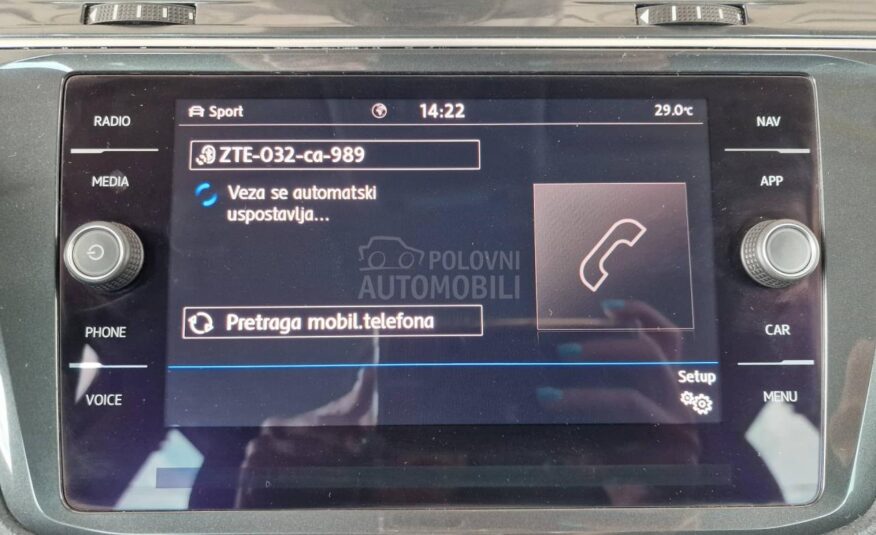 RADIO
MEDIA
PHONE
VOICE
Sport
14:22
29.0°C
ZTE-032-ca-989
Veza se automatski
uspostavlja...
POLOVNI
AUTOMOBILI
Pretraga mobil.telefona
Setup
NAV
APP
CAR
MENU